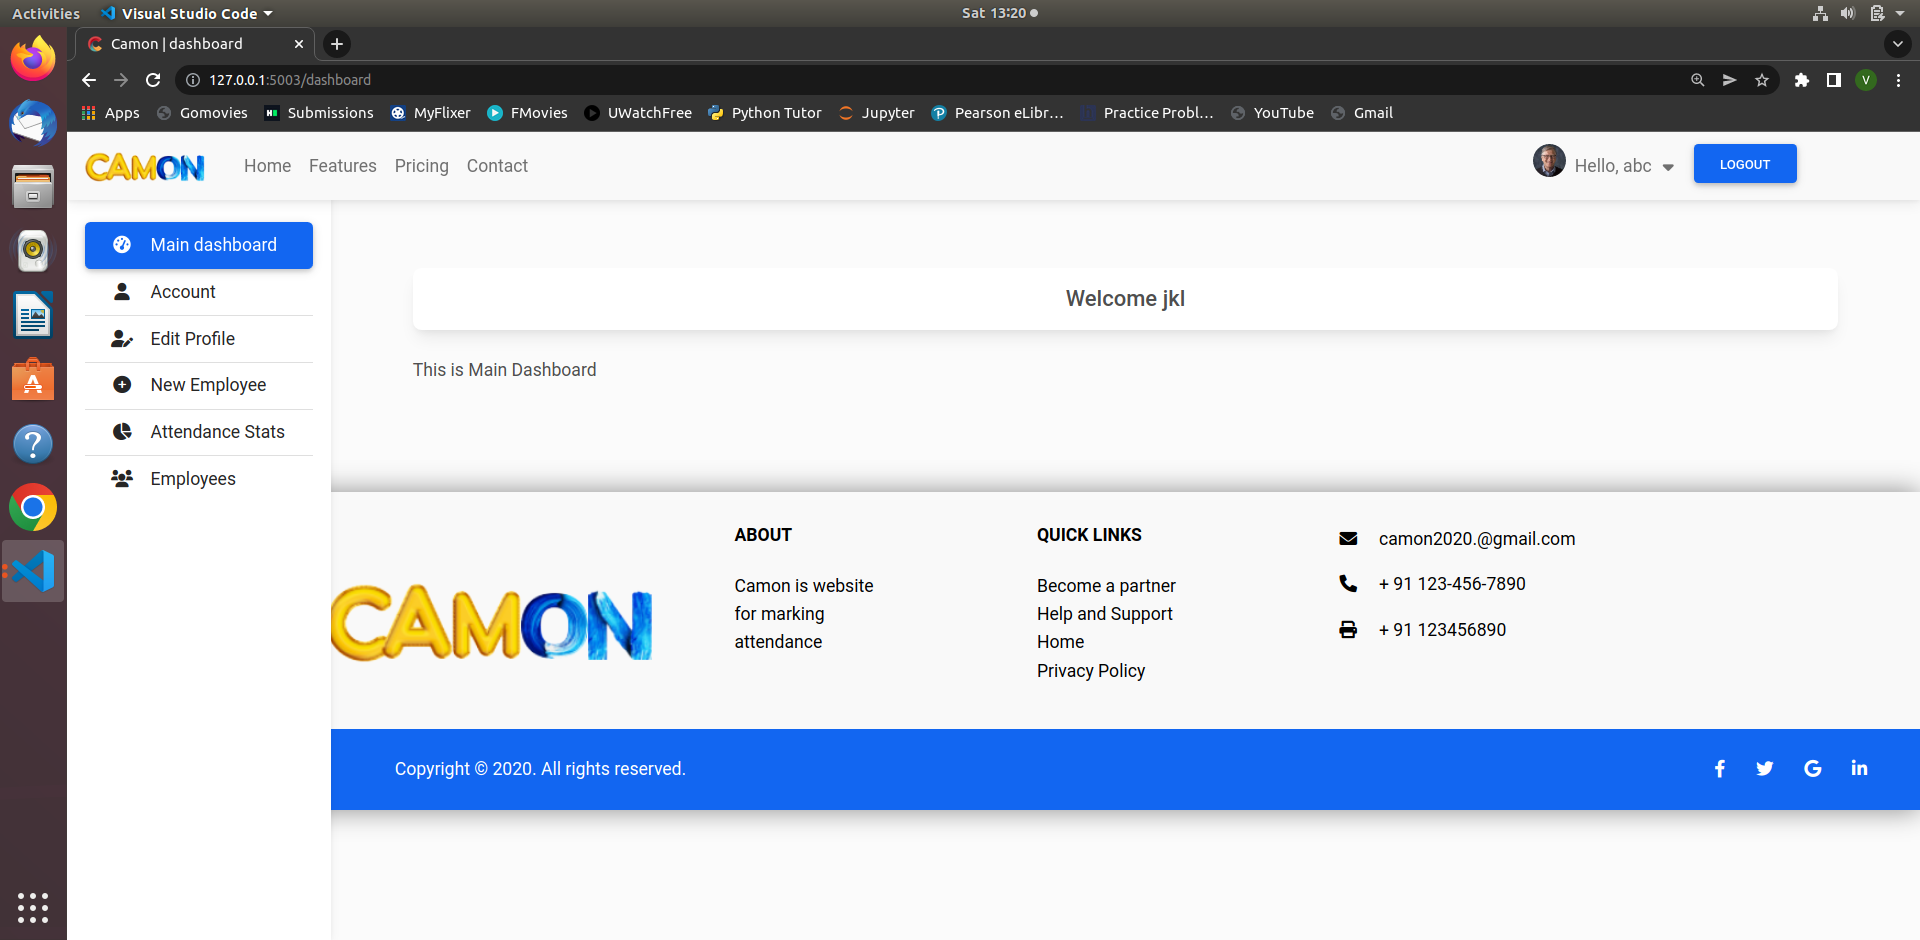 Activities Visual Studio Code Sat 13:20
Camon | dashboard
127.0.0.1:5003/dashboard V
Apps Gomovies Submissions MyFlixer FMovies UWatchFree Python Tutor Jupyter Pearson eLibr... Practice Probl... YouTube Gmail
CAMON Home Features Pricing Contact Hello, abc LOGOUT
Main dashboard
Account
Edit Profile
New Employee
Attendance Stats
Employees
Welcome jkl
This is Main Dashboard
CAMON
ABOUT
Camon is website
for marking
attendance
QUICK LINKS
Become a partner
Help and Support
Home
Privacy Policy
camon2020.@gmail.com
+ 91 123-456-7890
+ 91 123456890
Copyright © 2020. All rights reserved.